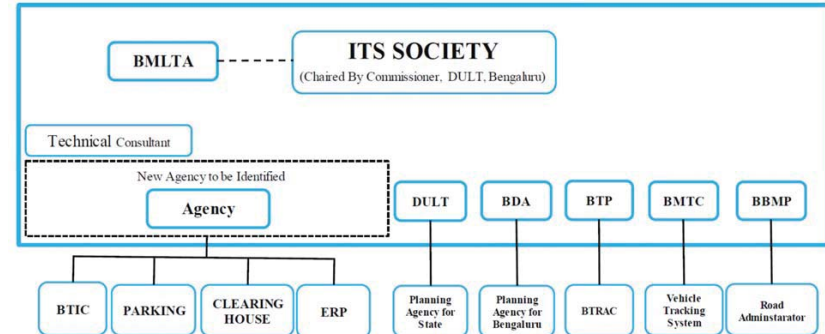 ITS SOCIETY
BMLTA
(Chaired By Commissioner, DULT, Bengaluru)
Technical Consultant
New Agency to be Identified
Agency
DULT
BDA
BTP
BMTC
BBMP
BTIC
PARKING
CLEARING
HOUSE
ERP
Planning
Agency for
State
Planning
Agency for
Bengaluru
BTRAC
Vehicle
Tracking
System
Road
Adminstarator